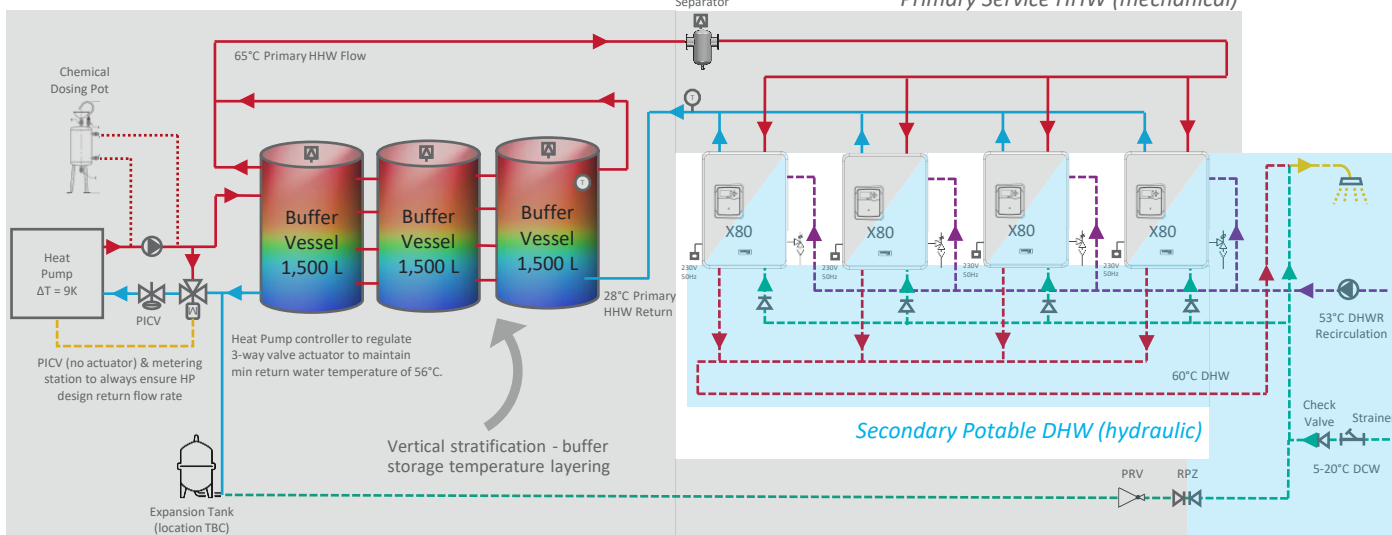 Separator
Primary Service HHW (mechanical)
65°C Primary HHW Flow
Chemical
Dosing Pot
T
Buffer
Vessel
1,500 L
Buffer
Vessel
1,500 L
Buffer
Vessel
1,500 L
T
X80
X80
X80
X80
230V
50Hz
230V
50Hz
230V
50Hz
230V
50Hz
Heat
Pump
ΔT = 9K
PICV
M
28°C Primary
HHW Return
53°C DHWR
Recirculation
Heat Pump controller to regulate
3-way valve actuator to maintain
min return water temperature of 56°C.
PICV (no actuator) & metering
station to always ensure HP
design return flow rate
60°C DHW
Check
Valve
Strainer
5-20°C DCW
Secondary Potable DHW (hydraulic)
Vertical stratification - buffer
storage temperature layering
PRV
RPZ
Expansion Tank
(location TBC)